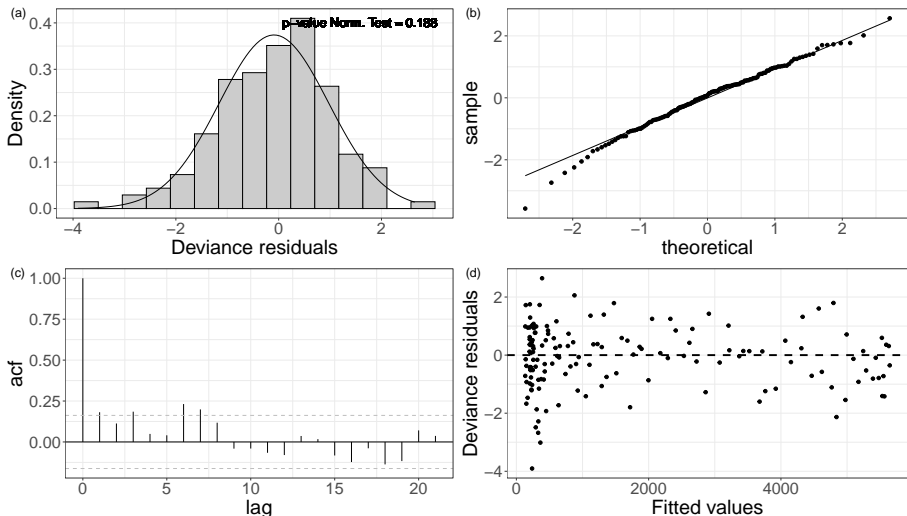 (a)
p-value Norm. Test = 0.188
Density
0.4
0.3
0.2
0.1
0.0
−4
−2
0
2
Deviance residuals
(b)
sample
2
0
−2
−2
−1
0
1
2
theoretical
(c)
acf
1.00
0.75
0.50
0.25
0.00
0
5
10
15
20
lag
(d)
Deviance residuals
2
0
−2
−4
0
2000
4000
Fitted values